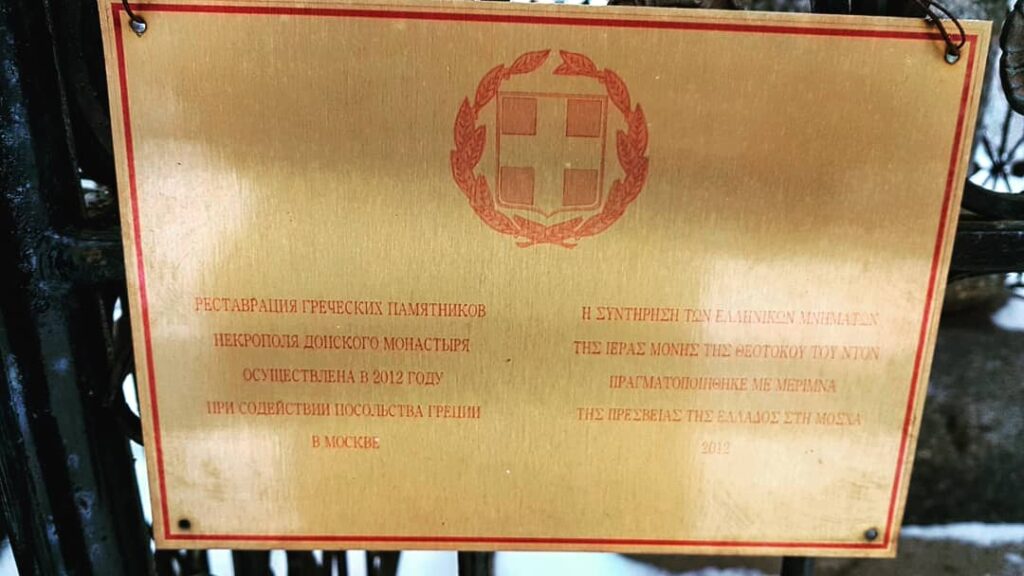 РЕСТАВРАЦИЯ ГРЕЧЕСКИХ ПАМЯТНИКОВ
НЕКРОПОЛЯ ДОНСКОГО МОНАСТЫРЯ
ОСУЩЕСТВЛЕНА В 2012 ГОДУ
ПРИ СОДЕЙСТВИИ ПОСОЛЬСТВА ГРЕЦИИ
В МОСКВЕ
Η ΣΥΝΤΗΡΗΣΗ ΤΩΝ ΕΛΛΗΝΙΚΩΝ ΜΝΗΜΑΤΩΝ
ΤΗΣ ΙΕΡΑΣ ΜΟΝΗΣ ΤΗΣ ΘΕΟΤΟΚΟΥ ΤΟΥ ΝΤΟΝ
ΠΡΑΓΜΑΤΟΠΟΙΗΘΗΚΕ ΜΕ ΜΕΡΙΜΝΑ
ΤΗΣ ΠΡΕΣΒΕΙΑΣ ΤΗΣ ΕΛΛΑΔΟΣ ΣΤΗ ΜΟΣΧΑ
2012